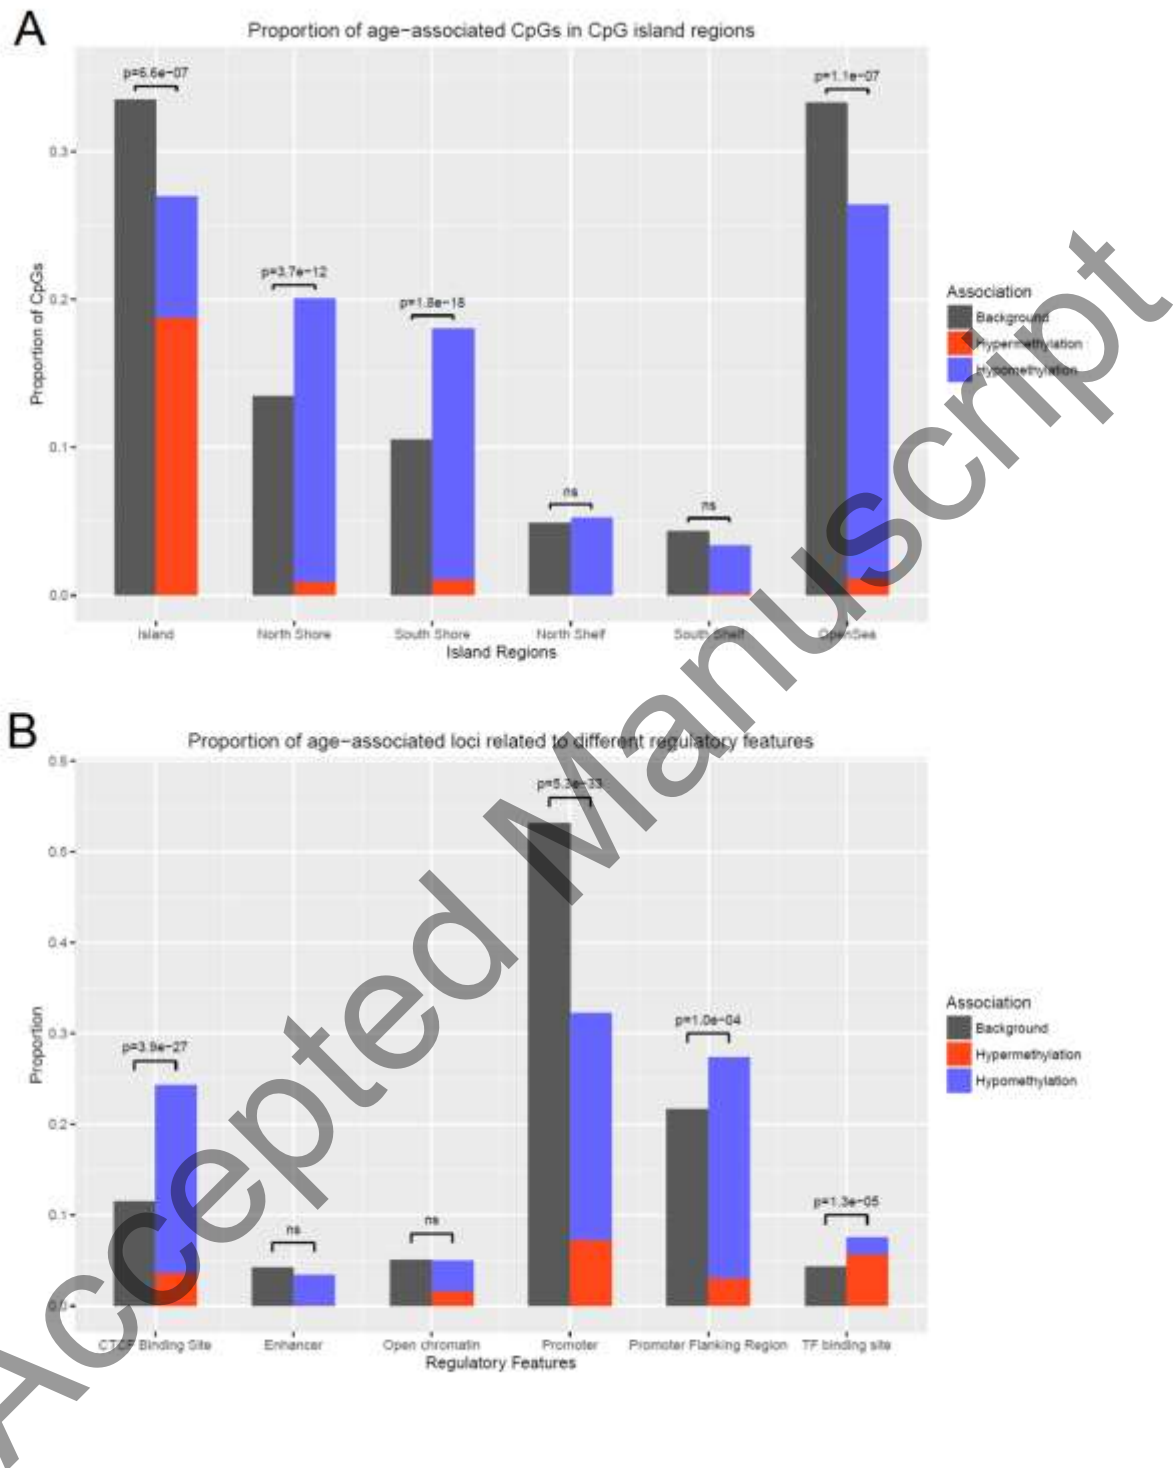 A
Proportion of age-associated CpGs in CpG island regions
p=6.6e-07
p=1.1e-07
p=3.7e-12
p=1.8e-18
ns
ns
0.3
0.2
0.1
0.0
Proportion of CpGs
Island
North Shore
South Shore
North Shelf
South Shelf
OpenSea
Island Regions
Association
Background
Hypermethylation
Hypomethylation
B
Proportion of age-associated loci related to different regulatory features
p=5.3e-33
p=3.9e-27
p=1.0e-04
p=1.3e-05
ns
ns
0.6
0.5
0.4
0.3
0.2
0.1
0.0
Proportion
CTCF Binding Site
Enhancer
Open chromatin
Promoter
Promoter Flanking Region
TF binding site
Regulatory Features
Association
Background
Hypermethylation
Hypomethylation
Accepted Manuscript